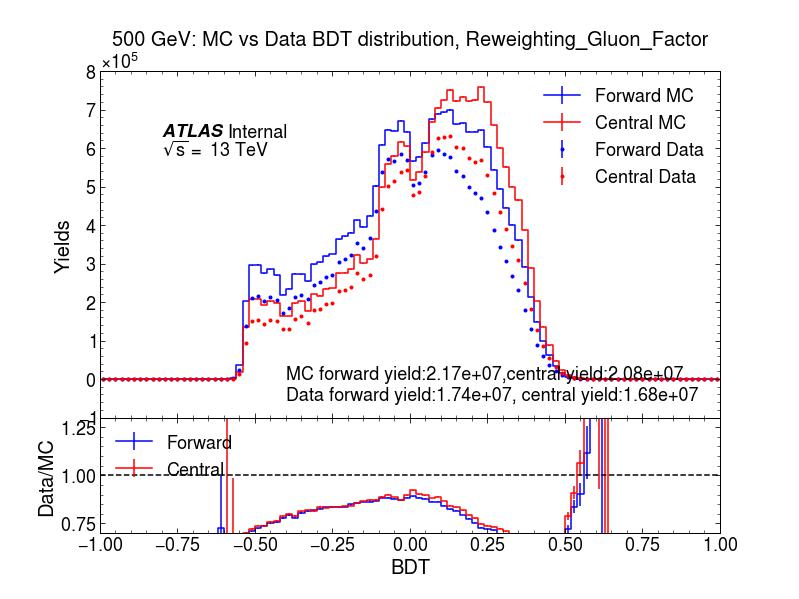 500 GeV: MC vs Data BDT distribution, Reweighting_Gluon_Factor
×10⁵
8
7
6
5
4
3
2
1
0
−1
Yields
ATLAS Internal
√s = 13 TeV
Forward MC
Central MC
Forward Data
Central Data
MC forward yield:2.17e+07,central yield:2.08e+07
Data forward yield:1.74e+07, central yield:1.68e+07
1.25
1.00
0.75
Data/MC
Forward
Central
−1.00 −0.75 −0.50 −0.25 0.00 0.25 0.50 0.75 1.00
BDT